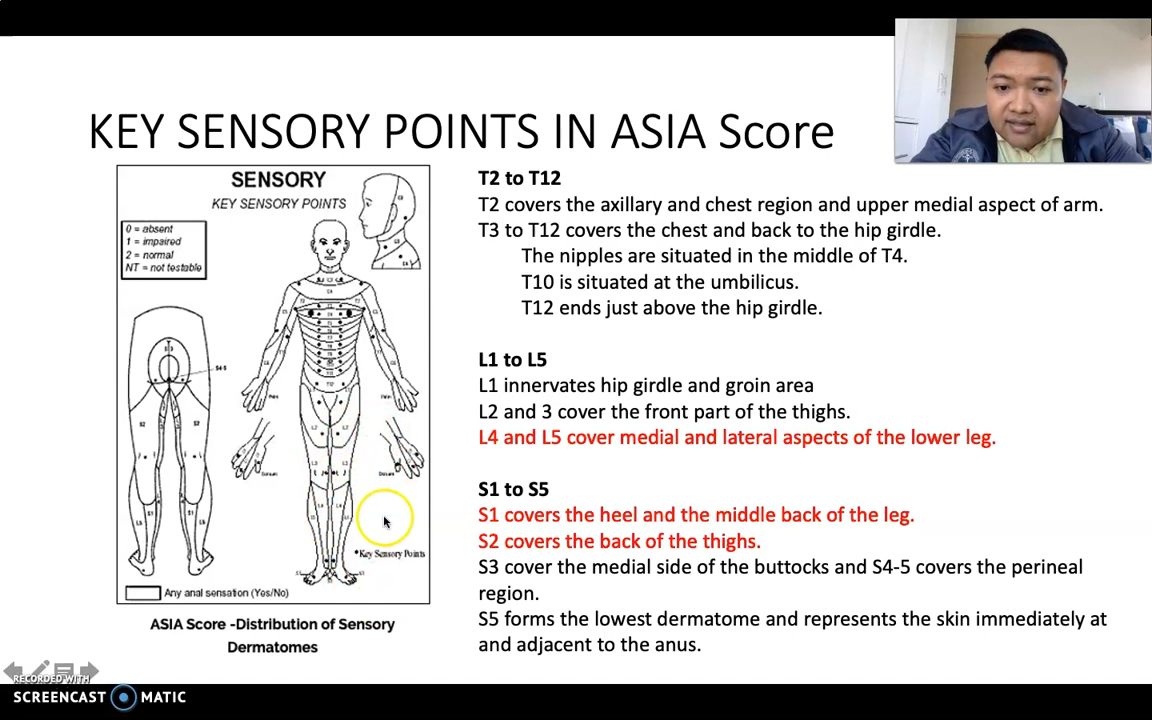 KEY SENSORY POINTS IN ASIA Score
SENSORY
KEY SENSORY POINTS
0 = absent
1 = impaired
2 = normal
NT = not testable
*Key Sensory Points
Any anal sensation (Yes/No)
ASIA Score -Distribution of Sensory
Dermatomes
T2 to T12
T2 covers the axillary and chest region and upper medial aspect of arm.
T3 to T12 covers the chest and back to the hip girdle.
The nipples are situated in the middle of T4.
T10 is situated at the umbilicus.
T12 ends just above the hip girdle.
L1 to L5
L1 innervates hip girdle and groin area
L2 and 3 cover the front part of the thighs.
L4 and L5 cover medial and lateral aspects of the lower leg.
S1 to S5
S1 covers the heel and the middle back of the leg.
S2 covers the back of the thighs.
S3 cover the medial side of the buttocks and S4-5 covers the perineal
region.
S5 forms the lowest dermatome and represents the skin immediately at
and adjacent to the anus.
RECORDED WITH
SCREENCAST MATIC